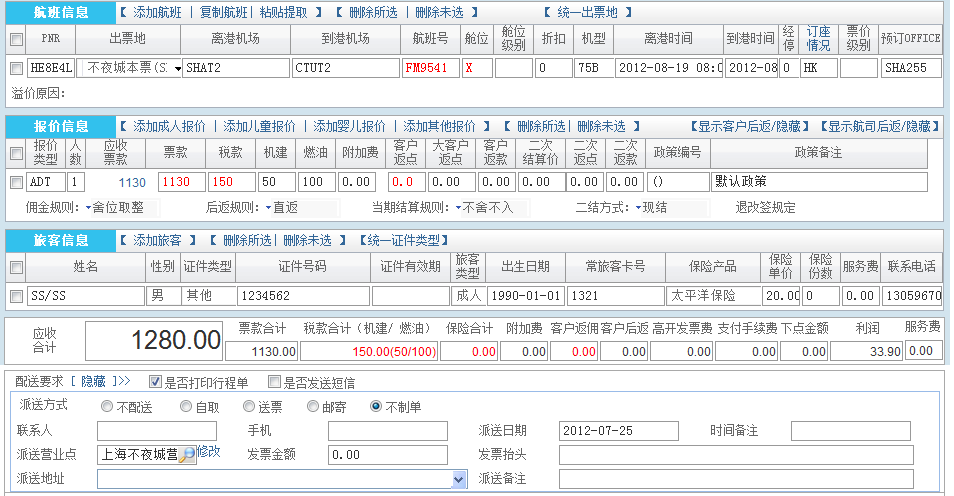 航班信息 【 添加航班 | 复制航班| 粘贴提取 】 【 删除所选 | 删除未选 】 【 统一出票地 】
PNR 出票地 离港机场 到港机场 航班号 舱位 舱位级别 折扣 机型 离港时间 到港时间 经停 订座情况 票价级别 预订OFFICE
HE8E4L 不夜城本票(S SHAT2 CTUT2 FM9541 X 0 75B 2012-08-19 08:0 2012-08 0 HK SHA255
溢价原因:
报价信息 【 添加成人报价 | 添加儿童报价 | 添加婴儿报价 | 添加其他报价 】 【 删除所选| 删除未选 】 【显示客户后返/隐藏】 【显示航司后返/隐藏】
报价类型 人数 应收票款 票款 税款 机建 燃油 附加费 客户返点 大客户返点 客户返款 二次结算价 二次返点 二次返款 政策编号 政策备注
ADT 1 1130 1130 150 50 100 0.00 0.0 0.00 0.00 0.00 0.00 0.00 () 默认政策
佣金规则: 舍位取整 后返规则: 直返 当期结算规则: 不舍不入 二结方式: 现结 退改签规定
旅客信息 【 添加旅客 】 【 删除所选| 删除未选 】 【统一证件类型】
姓名 性别 证件类型 证件号码 证件有效期 旅客类型 出生日期 常旅客卡号 保险产品 保险单价 保险份数 服务费 联系电话
SS/SS 男 其他 1234562 成人 1990-01-01 1321 太平洋保险 20.00 0 0.00 13059670
应收合计 1280.00 票款合计 税款合计(机建/ 燃油) 保险合计 附加费 客户返佣 客户后返 高开发票费 支付手续费 下点金额 利润 服务费
1130.00 150.00(50/100) 0.00 0.00 0.00 0.00 0.00 0.00 0.00 33.90 0.00
配送要求 [ 隐藏 ]>> 是否打印行程单 是否发送短信
派送方式 不配送 自取 送票 邮寄 不制单
联系人 手机 派送日期 2012-07-25 时间备注
派送营业点 上海不夜城营 修改 发票金额 0.00 发票抬头
派送地址 派送备注